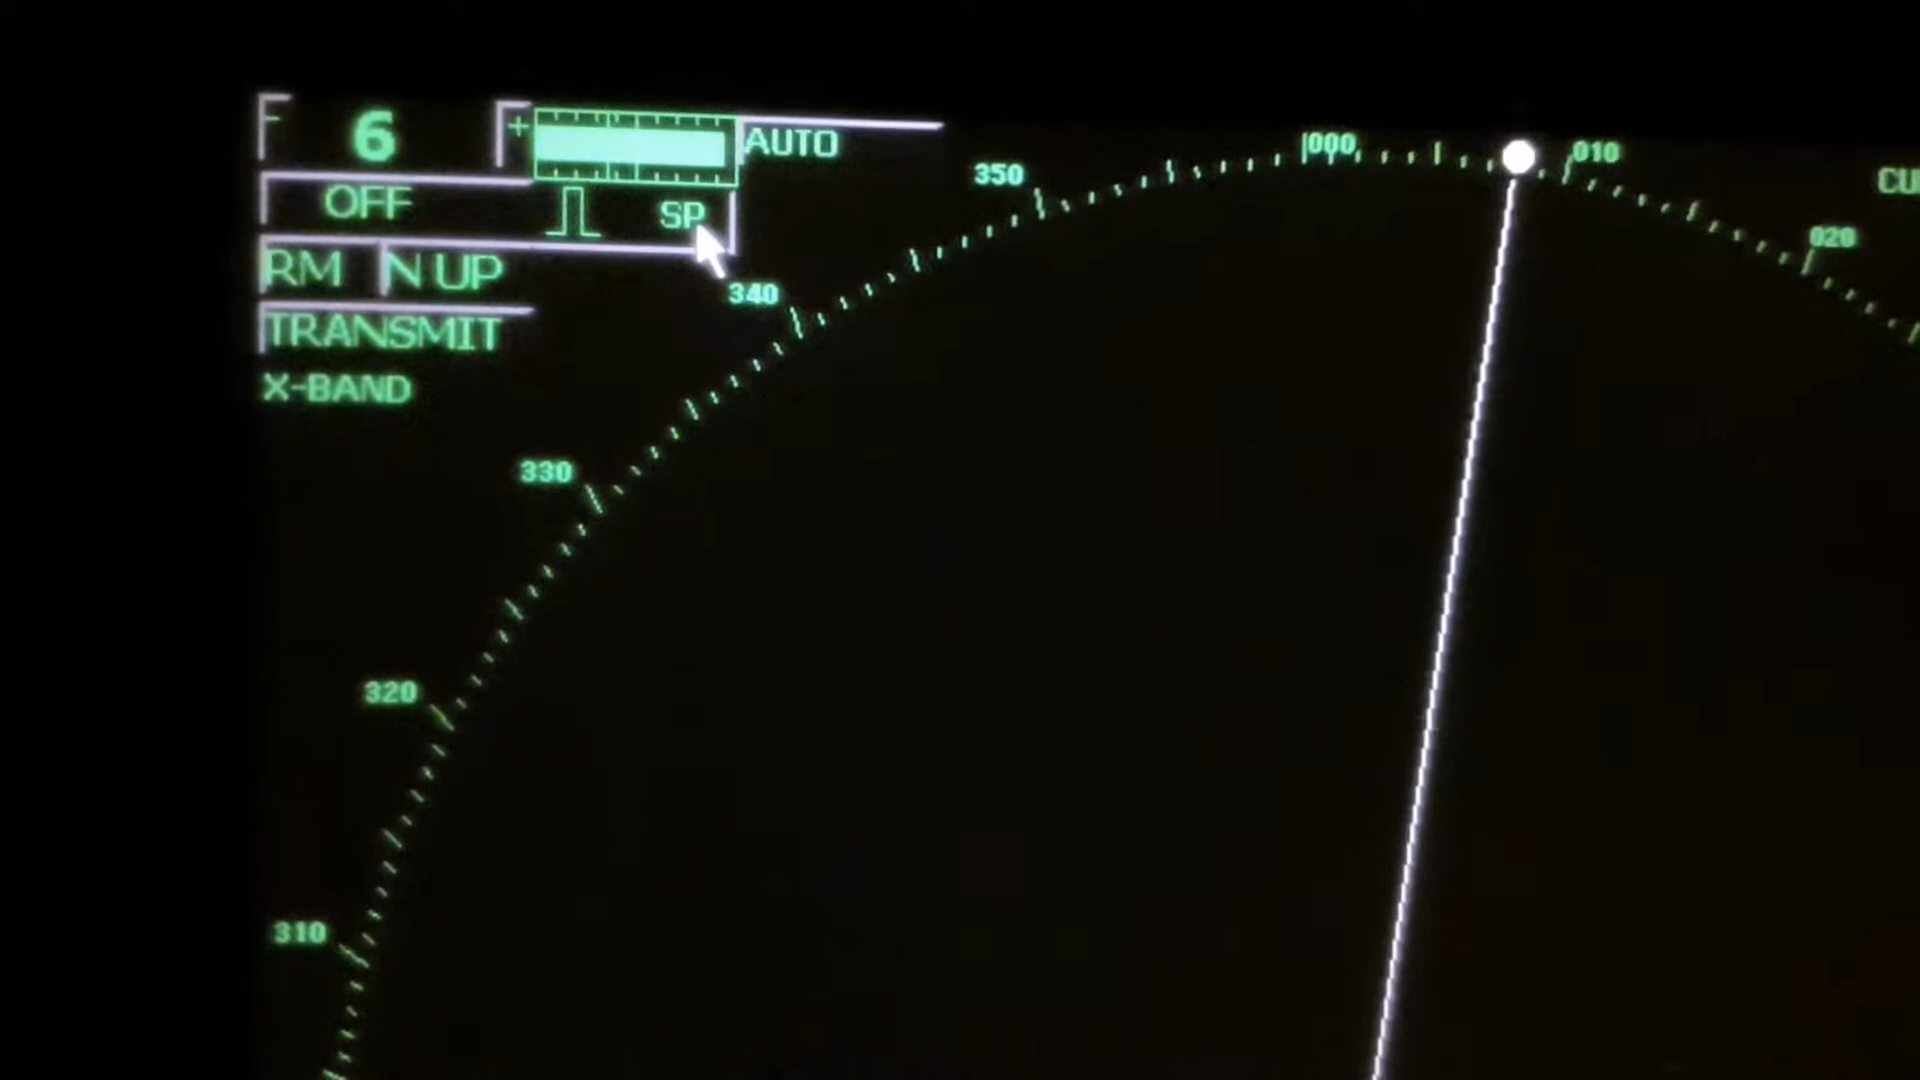 - 6 + AUTO
OFF SP
RM N UP
TRANSMIT
X-BAND
350 000 010 020
340
330
320
310